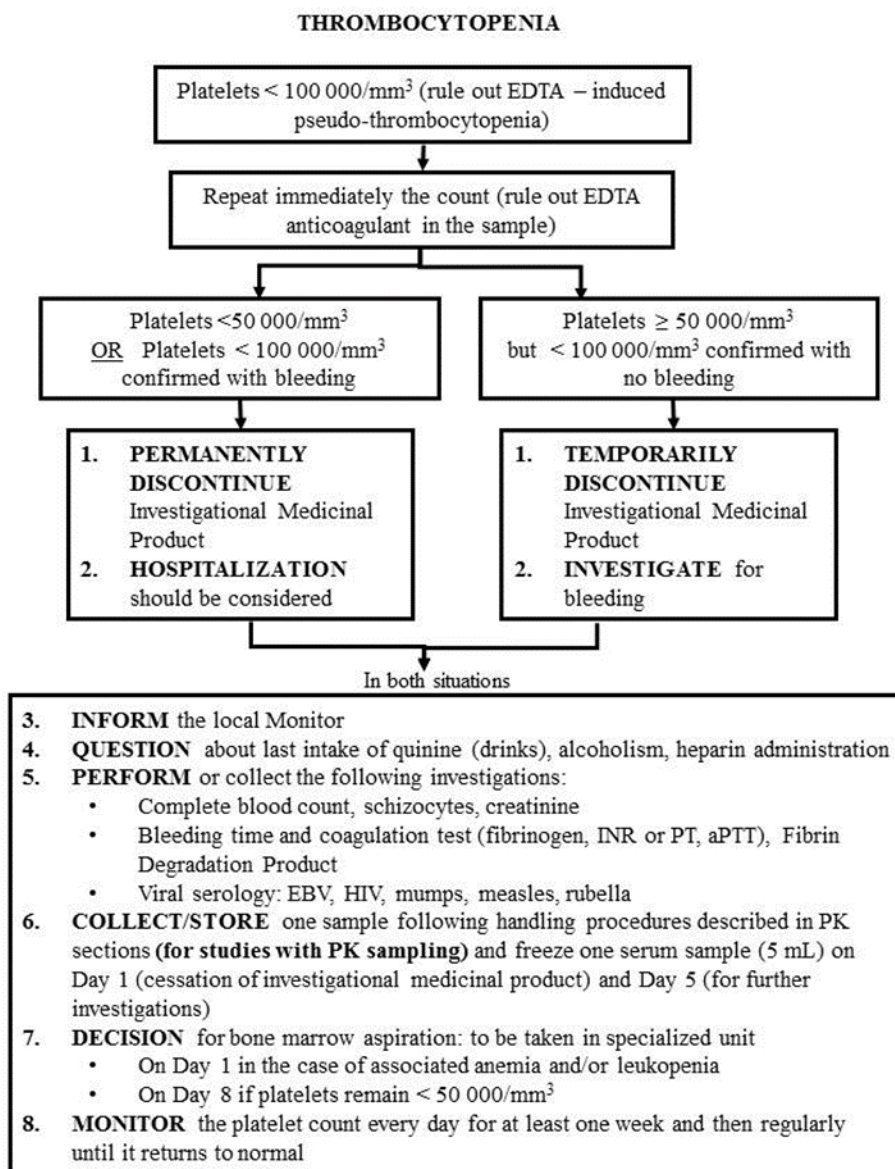 THROMBOCYTOPENIA
Platelets < 100 000/mm³ (rule out EDTA – induced
pseudo-thrombocytopenia)
Repeat immediately the count (rule out EDTA
anticoagulant in the sample)
Platelets <50 000/mm³
OR Platelets < 100 000/mm³
confirmed with bleeding
Platelets ≥ 50 000/mm³
but < 100 000/mm³ confirmed with
no bleeding
1. PERMANENTLY
DISCONTINUE
Investigational Medicinal
Product
2. HOSPITALIZATION
should be considered
1. TEMPORARILY
DISCONTINUE
Investigational Medicinal
Product
2. INVESTIGATE for
bleeding
In both situations
3. INFORM the local Monitor
4. QUESTION about last intake of quinine (drinks), alcoholism, heparin administration
5. PERFORM or collect the following investigations:
• Complete blood count, schizocytes, creatinine
• Bleeding time and coagulation test (fibrinogen, INR or PT, aPTT), Fibrin
Degradation Product
• Viral serology: EBV, HIV, mumps, measles, rubella
6. COLLECT/STORE one sample following handling procedures described in PK
sections (for studies with PK sampling) and freeze one serum sample (5 mL) on
Day 1 (cessation of investigational medicinal product) and Day 5 (for further
investigations)
7. DECISION for bone marrow aspiration: to be taken in specialized unit
• On Day 1 in the case of associated anemia and/or leukopenia
• On Day 8 if platelets remain < 50 000/mm³
8. MONITOR the platelet count every day for at least one week and then regularly
until it returns to normal